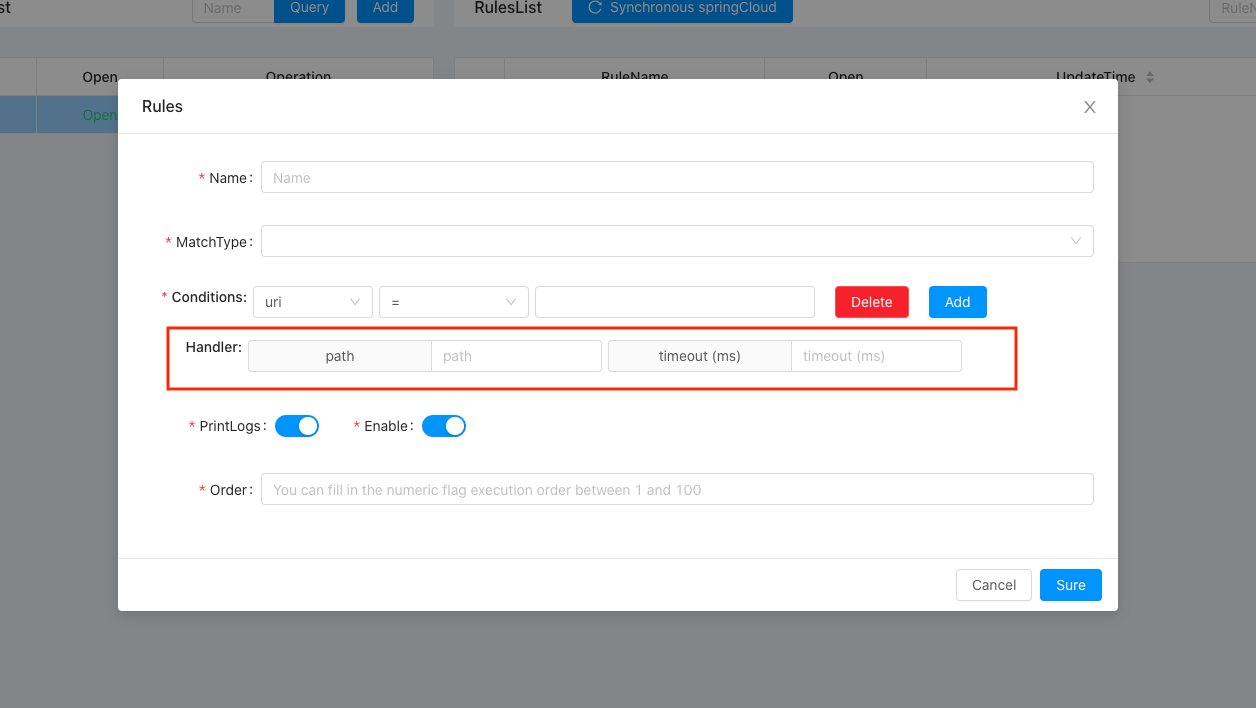 st Name Query Add RulesList Synchronous springCloud RuleN
Open Operation RuleName Open UpdateTime
Open
Rules
* Name: Name
* MatchType:
* Conditions: uri = Delete Add
Handler: path path timeout (ms) timeout (ms)
* PrintLogs: * Enable:
* Order: You can fill in the numeric flag execution order between 1 and 100
Cancel Sure